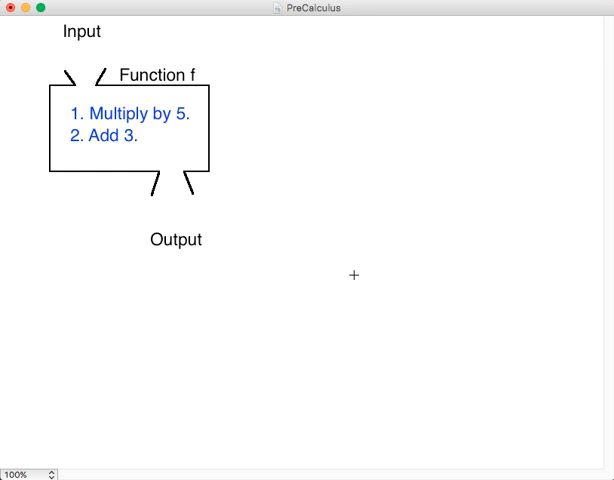 PreCalculus
Input
Function f
1. Multiply by 5.
2. Add 3.
Output
100%